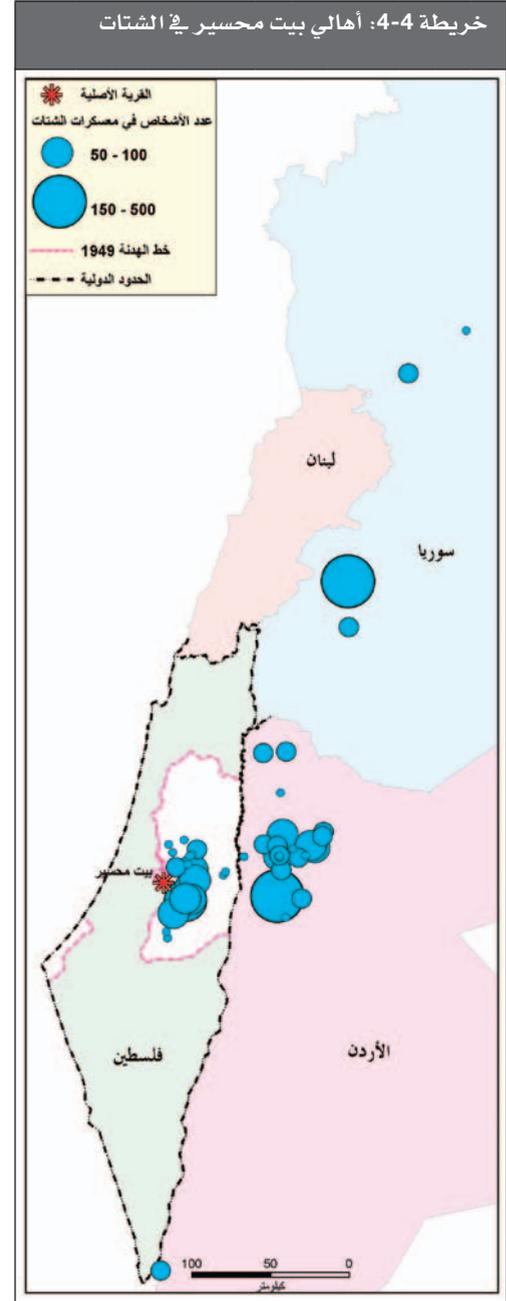 خريطة 4-4: أهالي بيت محسير في الشتات
القرية الأصلية
عدد الأشخاص في معسكرات الشتات
50 - 100
150 - 500
خط الهدنة 1949
الحدود الدولية
لبنان
سوريا
بيت محسير
فلسطين
الأردن
100 50 0
كيلومتر